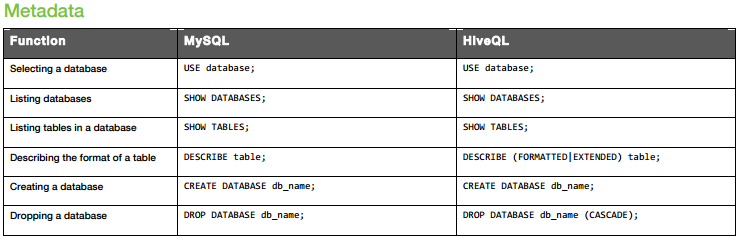 Metadata
Function MySQL HiveQL
Selecting a database USE database; USE database;
Listing databases SHOW DATABASES; SHOW DATABASES;
Listing tables in a database SHOW TABLES; SHOW TABLES;
Describing the format of a table DESCRIBE table; DESCRIBE (FORMATTED|EXTENDED) table;
Creating a database CREATE DATABASE db_name; CREATE DATABASE db_name;
Dropping a database DROP DATABASE db_name; DROP DATABASE db_name (CASCADE);